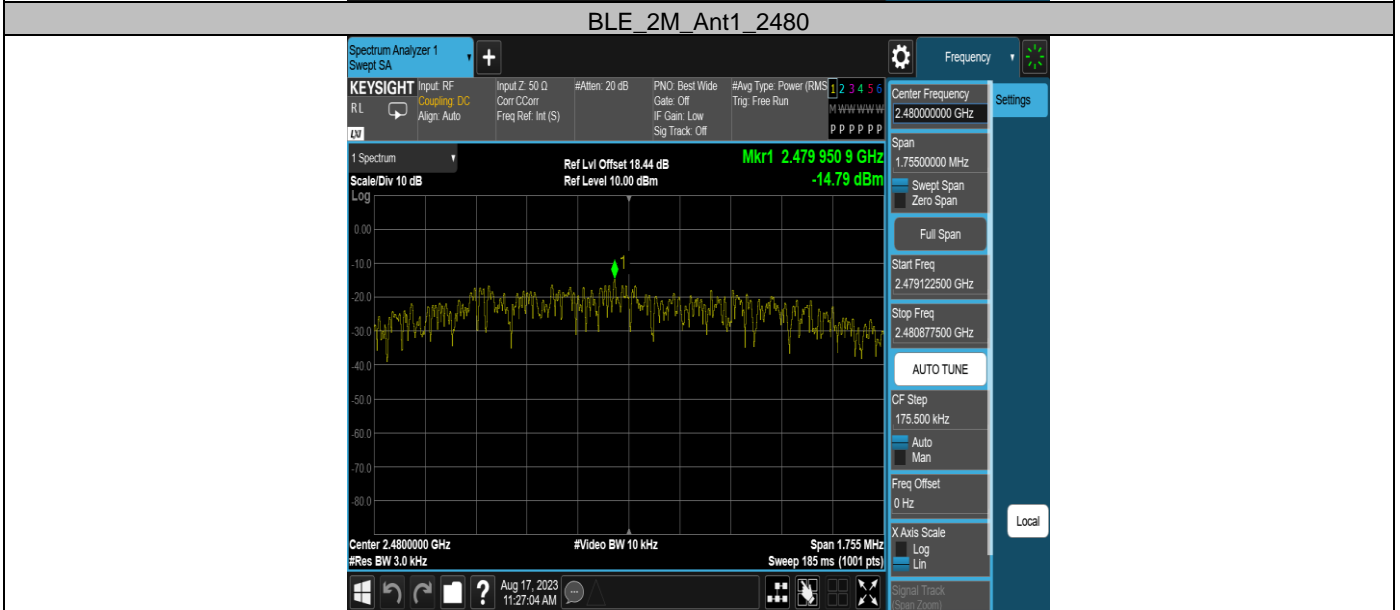 BLE_2M_Ant1_2480
Spectrum Analyzer 1
Swept SA
Frequency
KEYSIGHT
RL
LXI
Input: RF
Coupling: DC
Align: Auto
Input Z: 50 Ω
Corr CCorr
Freq Ref: Int (S)
#Atten: 20 dB
PNO: Best Wide
Gate: Off
IF Gain: Low
Sig Track: Off
#Avg Type: Power (RMS
Trig: Free Run
1 2 3 4 5 6
M W W W W W
P P P P P P
1 Spectrum
Scale/Div 10 dB
Log
Ref Lvl Offset 18.44 dB
Ref Level 10.00 dBm
Mkr1 2.479 950 9 GHz
-14.79 dBm
1
0.00
-10.0
-20.0
-30.0
-40.0
-50.0
-60.0
-70.0
-80.0
Center 2.4800000 GHz
#Res BW 3.0 kHz
#Video BW 10 kHz
Span 1.755 MHz
Sweep 185 ms (1001 pts)
Aug 17, 2023
11:27:04 AM
Center Frequency
2.480000000 GHz
Settings
Span
1.75500000 MHz
Swept Span
Zero Span
Full Span
Start Freq
2.479122500 GHz
Stop Freq
2.480877500 GHz
AUTO TUNE
CF Step
175.500 kHz
Auto
Man
Freq Offset
0 Hz
X Axis Scale
Log
Lin
Local
Signal Track
(Span Zoom)